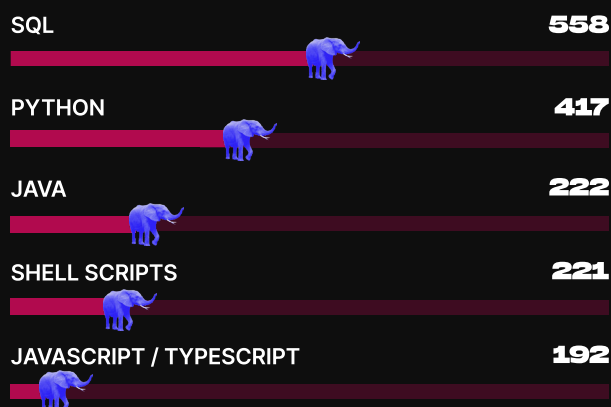 SQL 558
PYTHON 417
JAVA 222
SHELL SCRIPTS 221
JAVASCRIPT / TYPESCRIPT 192